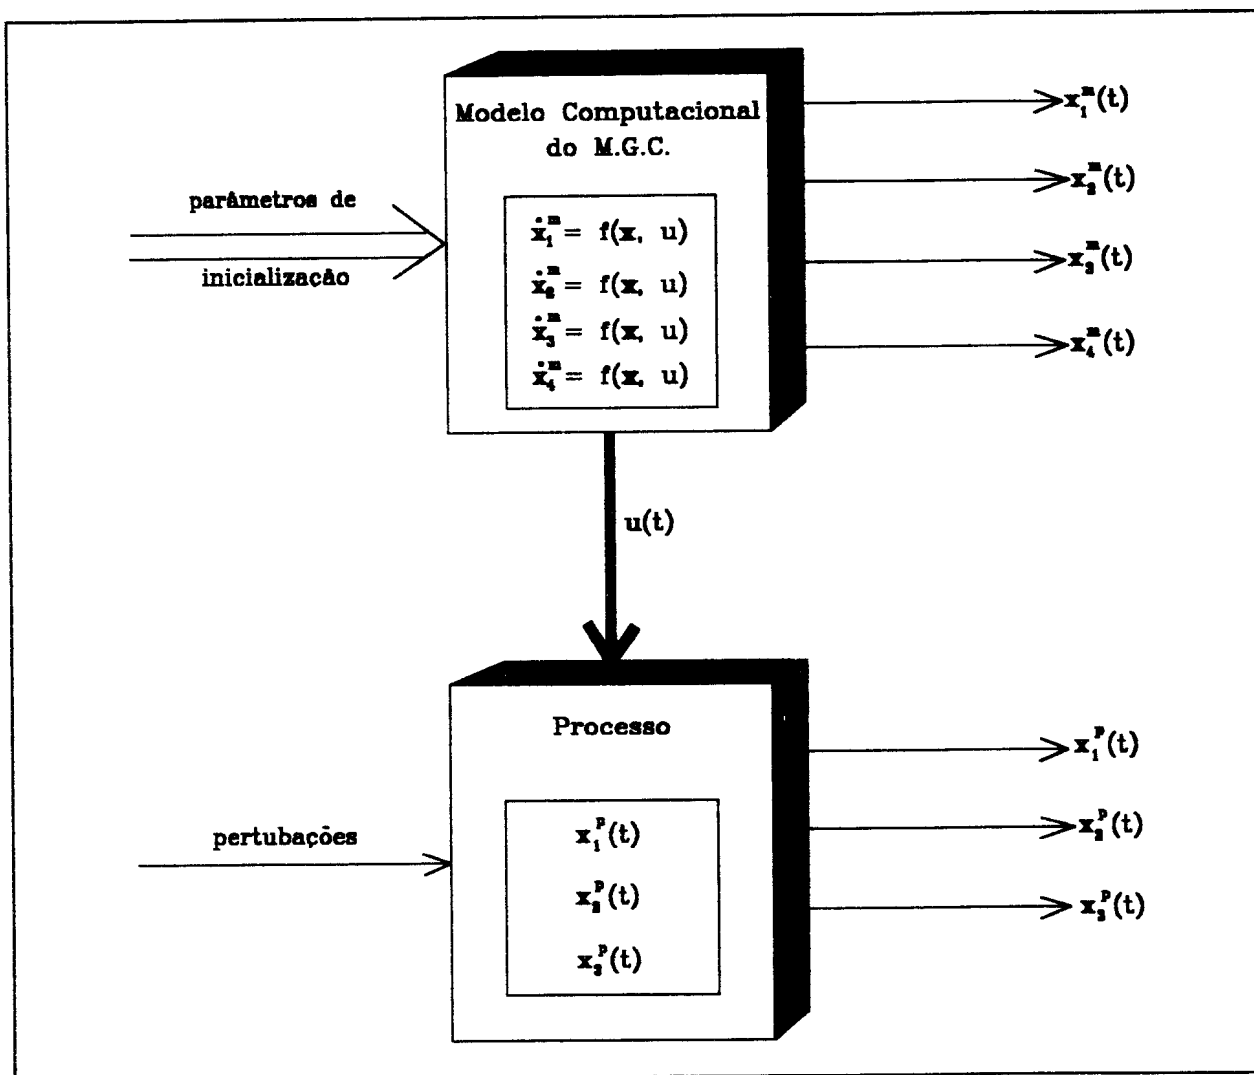 Modelo Computacional
do M.G.C.
parâmetros de
inicialização
ẋ₁ᵐ = f(x, u)
ẋ₂ᵐ = f(x, u)
ẋ₃ᵐ = f(x, u)
ẋ₄ᵐ = f(x, u)
x₁ᵐ(t)
x₂ᵐ(t)
x₃ᵐ(t)
x₄ᵐ(t)
u(t)
Processo
pertubações
x₁ᵖ(t)
x₂ᵖ(t)
x₃ᵖ(t)
x₁ᵖ(t)
x₂ᵖ(t)
x₃ᵖ(t)